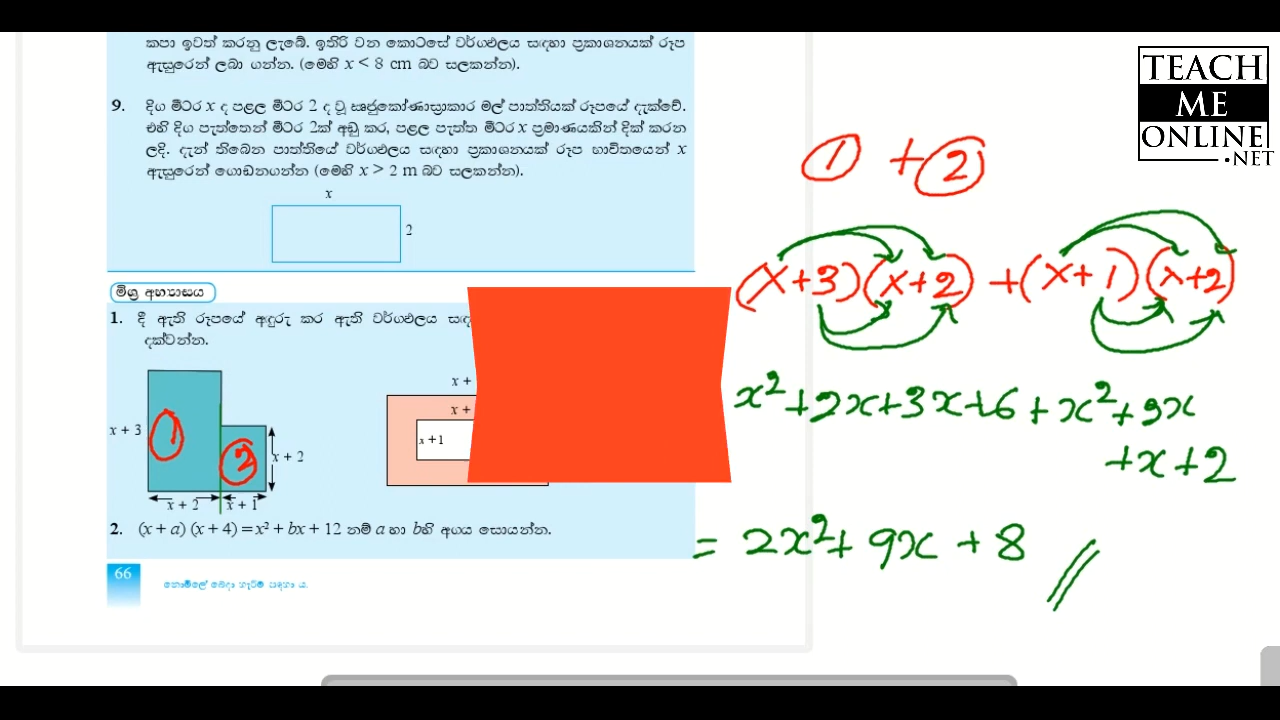 කපා ඉවත් කරනු ලැබේ. ඉතිරි වන කොටසේ වර්ගඵලය සඳහා ප්‍රකාශනයක් රූප
ඇසුරෙන් ලබා ගන්න. (මෙහි x < 8 cm බව සලකන්න).
9. දිග මීටර x ද පළල මීටර 2 ද වූ සෘජුකෝණාස්‍රාකාර මල් පාත්තියක් රූපයේ දැක්වේ.
එහි දිග පැත්තෙන් මීටර 2ක් අඩු කර, පළල පැත්ත මීටර x ප්‍රමාණයකින් දික් කරන
ලදි. දැන් තිබෙන පාත්තියේ වර්ගඵලය සඳහා ප්‍රකාශනයක් රූප භාවිතයෙන් x
ඇසුරෙන් ගොඩනගන්න (මෙහි x > 2 m බව සලකන්න).
x
2
මිශ්‍ර අභ්‍යාසය
1. දී ඇති රූපයේ අඳුරු කර ඇති වර්ගඵලය
දක්වන්න.
x + 3
1
2
x + 2
x + 2
x + 1
x +
x +
x + 1
2. (x + a) (x + 4) = x² + bx + 12 නම් a හා bහි අගය සොයන්න.
66
නොමිලේ බෙදා හැරීම සඳහා ය.
TEACH
ME
ONLINE
.NET
1 + 2
(x+3)(x+2) + (x+1)(x+2)
x²+2x+3x+6+x²+
+x+2
= 2x²+9x+8